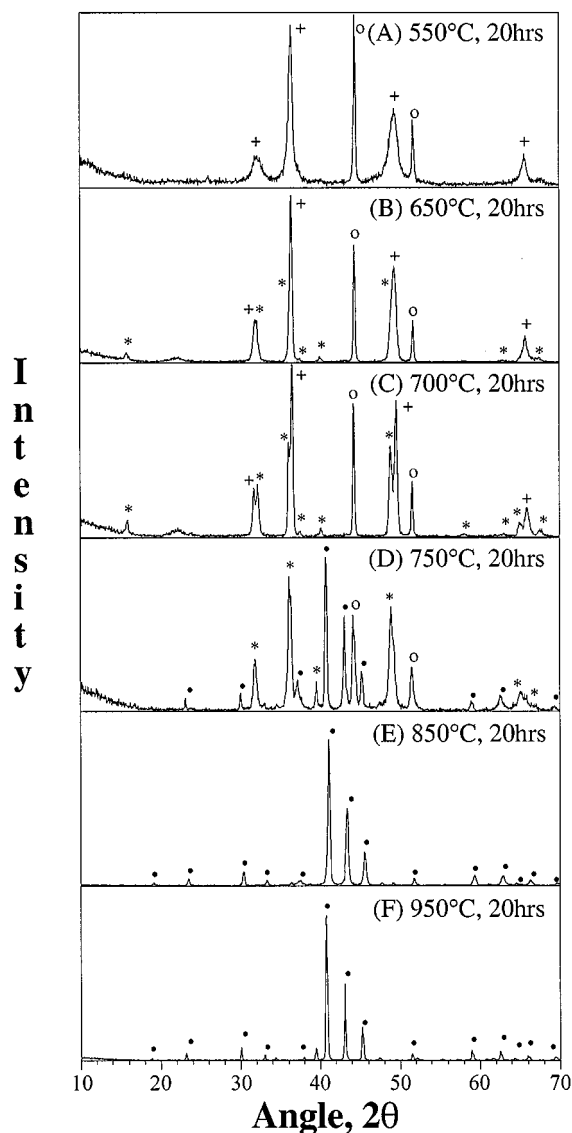 (A) 550°C, 20hrs
(B) 650°C, 20hrs
(C) 700°C, 20hrs
(D) 750°C, 20hrs
(E) 850°C, 20hrs
(F) 950°C, 20hrs
Intensity
10 20 30 40 50 60 70
Angle, 2θ